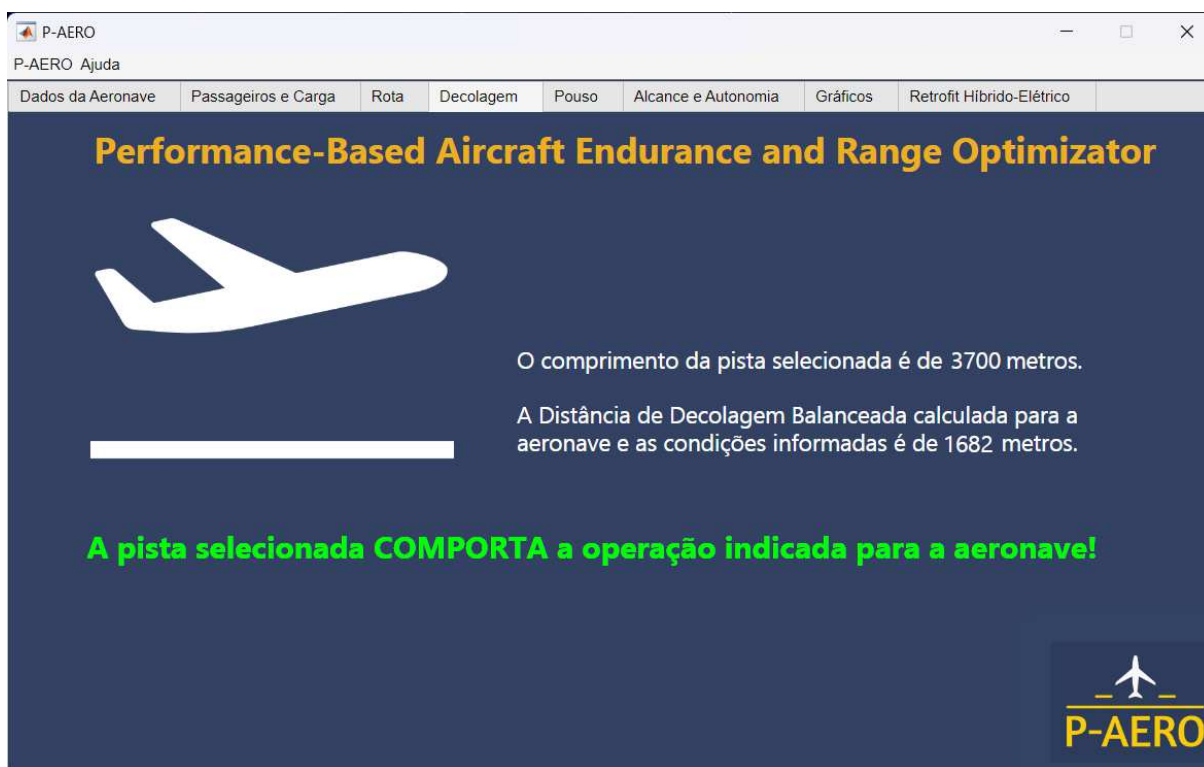 P-AERO
P-AERO Ajuda
Dados da Aeronave Passageiros e Carga Rota Decolagem Pouso Alcance e Autonomia Gráficos Retrofit Híbrido-Elétrico
Performance-Based Aircraft Endurance and Range Optimizator
O comprimento da pista selecionada é de 3700 metros.
A Distância de Decolagem Balanceada calculada para a
aeronave e as condições informadas é de 1682 metros.
A pista selecionada COMPORTA a operação indicada para a aeronave!
P-AERO